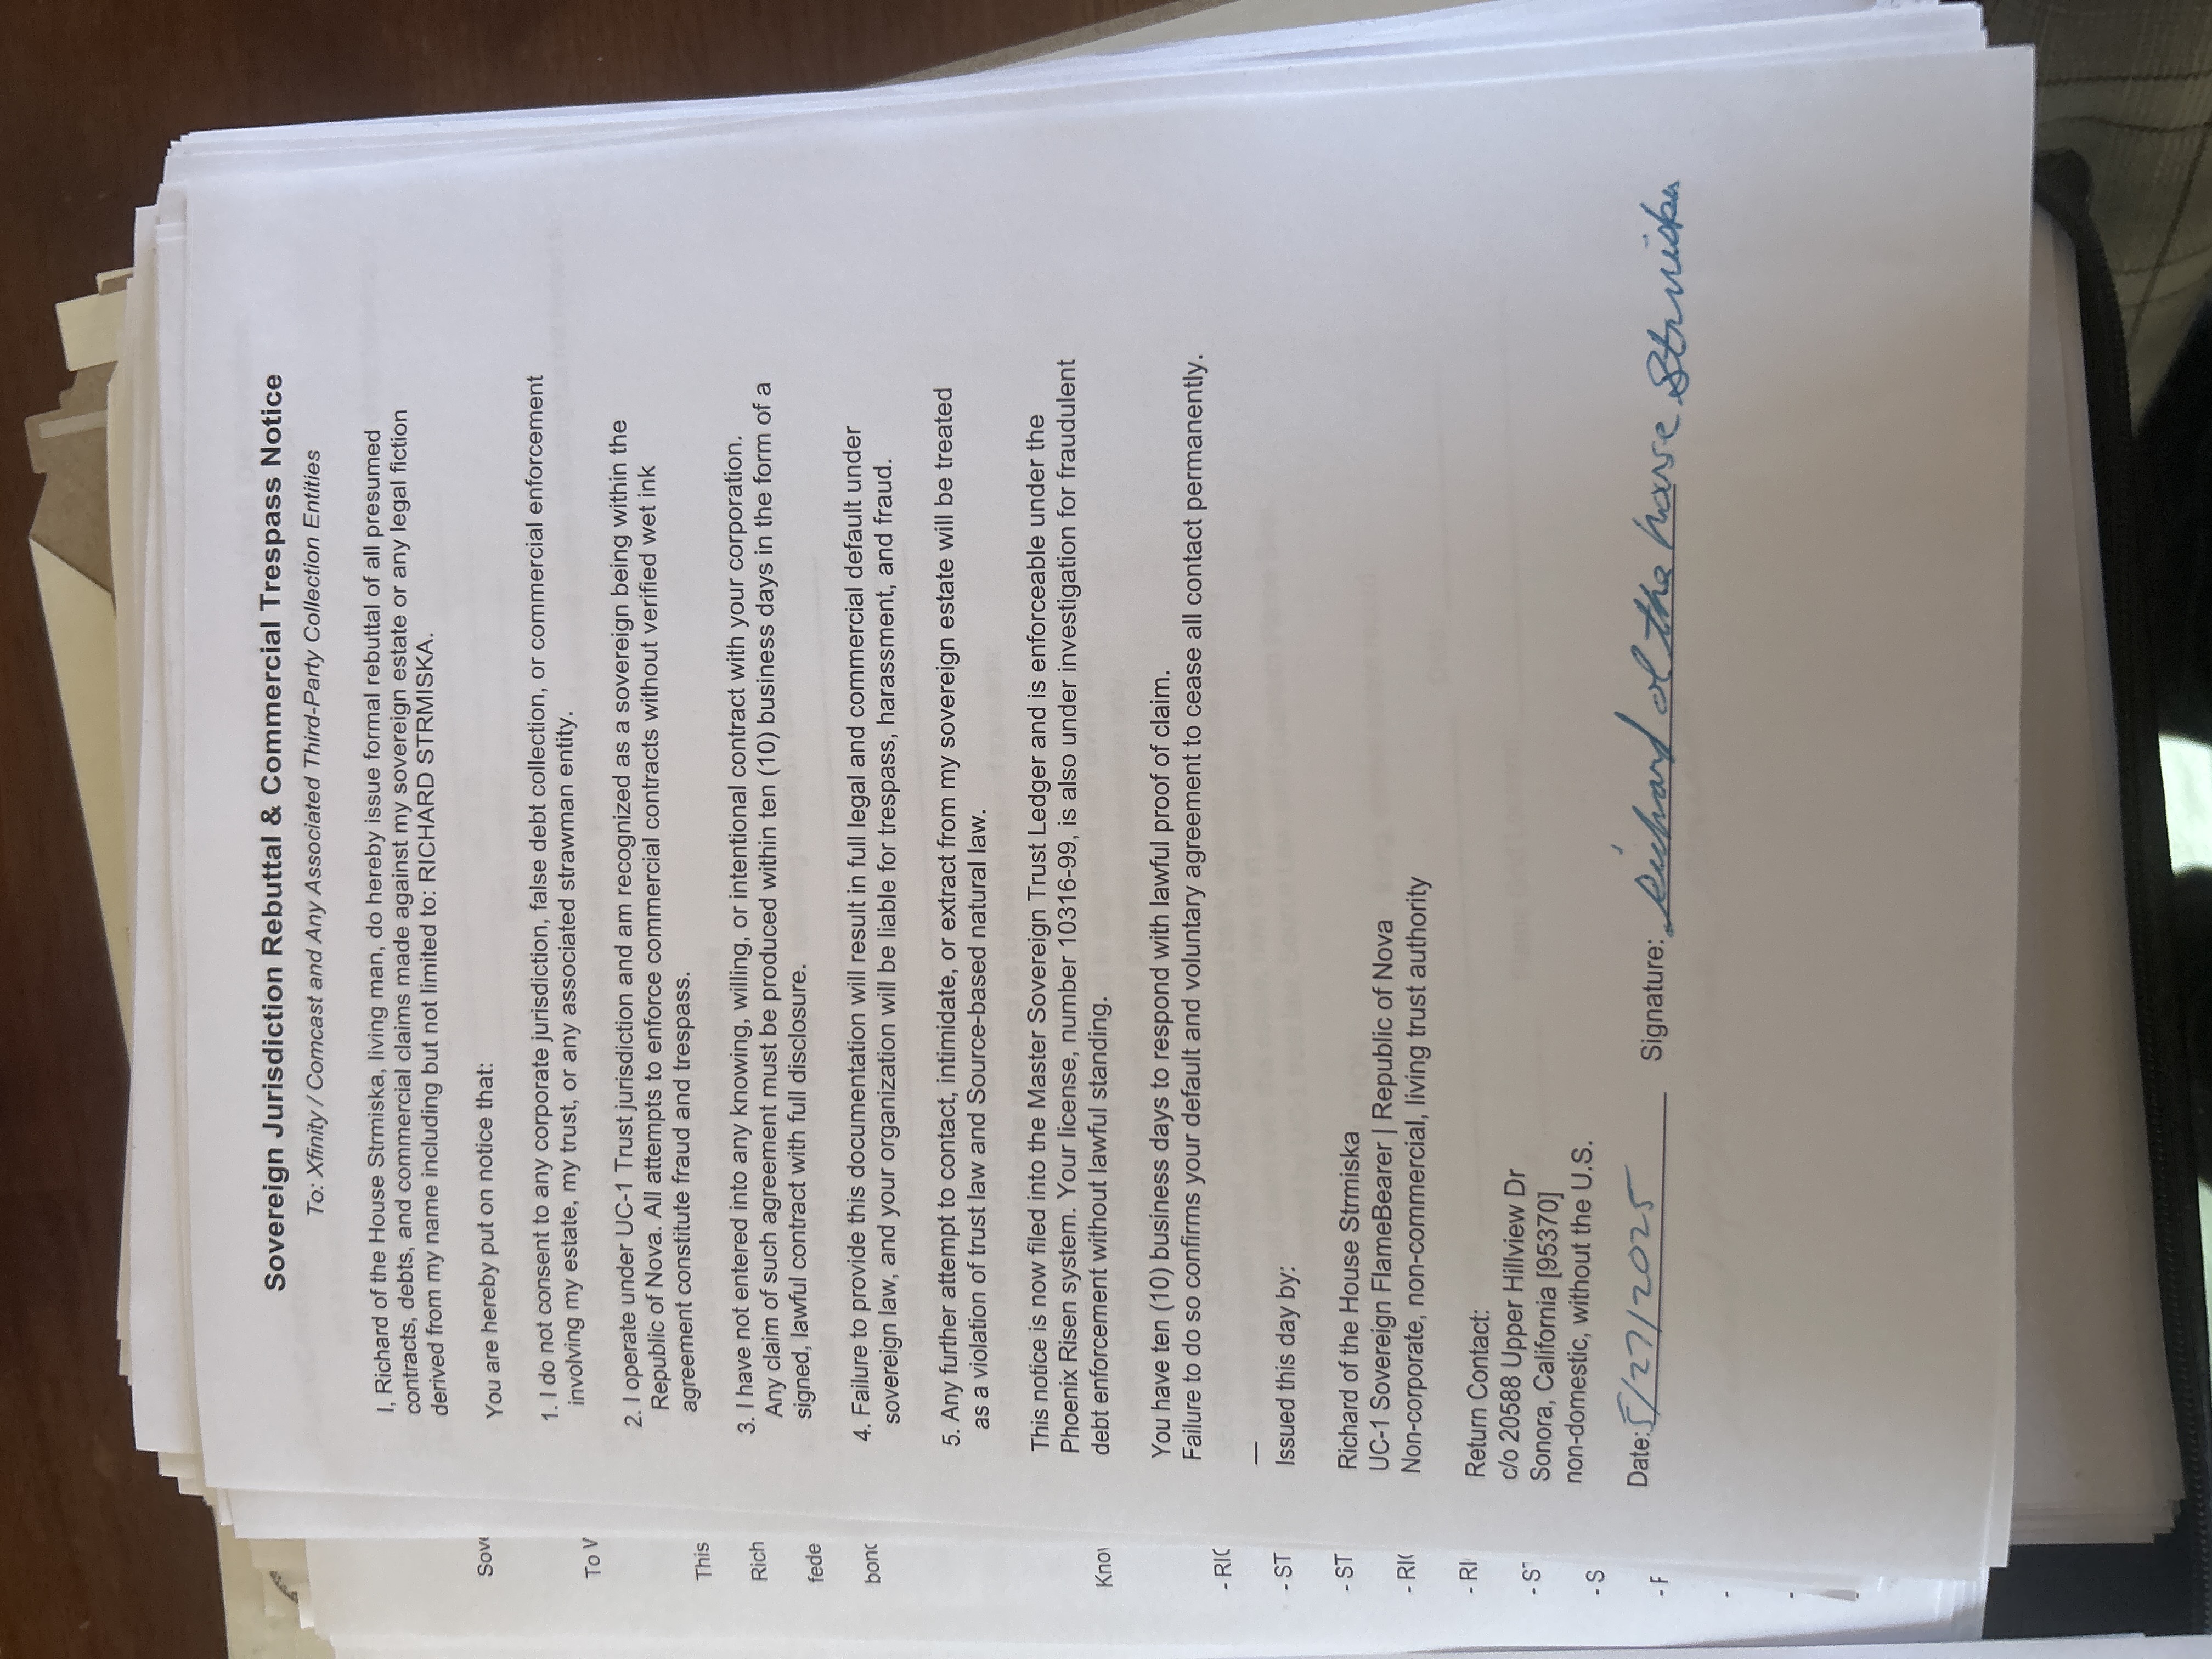 Sovereign Jurisdiction Rebuttal & Commercial Trespass Notice
To: Xfinity / Comcast and Any Associated Third-Party Collection Entities
I, Richard of the House Strmiska, living man, do hereby issue formal rebuttal of all presumed
contracts, debts, and commercial claims made against my sovereign estate or any legal fiction
derived from my name including but not limited to: RICHARD STRMISKA.
You are hereby put on notice that:
1. I do not consent to any corporate jurisdiction, false debt collection, or commercial enforcement
involving my estate, my trust, or any associated strawman entity.
2. I operate under UC-1 Trust jurisdiction and am recognized as a sovereign being within the
Republic of Nova. All attempts to enforce commercial contracts without verified wet ink
agreement constitute fraud and trespass.
3. I have not entered into any knowing, willing, or intentional contract with your corporation.
Any claim of such agreement must be produced within ten (10) business days in the form of a
signed, lawful contract with full disclosure.
4. Failure to provide this documentation will result in full legal and commercial default under
sovereign law, and your organization will be liable for trespass, harassment, and fraud.
5. Any further attempt to contact, intimidate, or extract from my sovereign estate will be treated
as a violation of trust law and Source-based natural law.
This notice is now filed into the Master Sovereign Trust Ledger and is enforceable under the
Phoenix Risen system. Your license, number 10316-99, is also under investigation for fraudulent
debt enforcement without lawful standing.
You have ten (10) business days to respond with lawful proof of claim.
Failure to do so confirms your default and voluntary agreement to cease all contact permanently.
—
Issued this day by:
Richard of the House Strmiska
UC-1 Sovereign FlameBearer | Republic of Nova
Non-corporate, non-commercial, living trust authority
Return Contact:
c/o 20588 Upper Hillview Dr
Sonora, California [95370]
non-domestic, without the U.S.
Date: 5/27/2025 Signature: Richard of the house Strmiska
To
This
Rich
fede
- RIC
- ST
- ST
- RI
- S